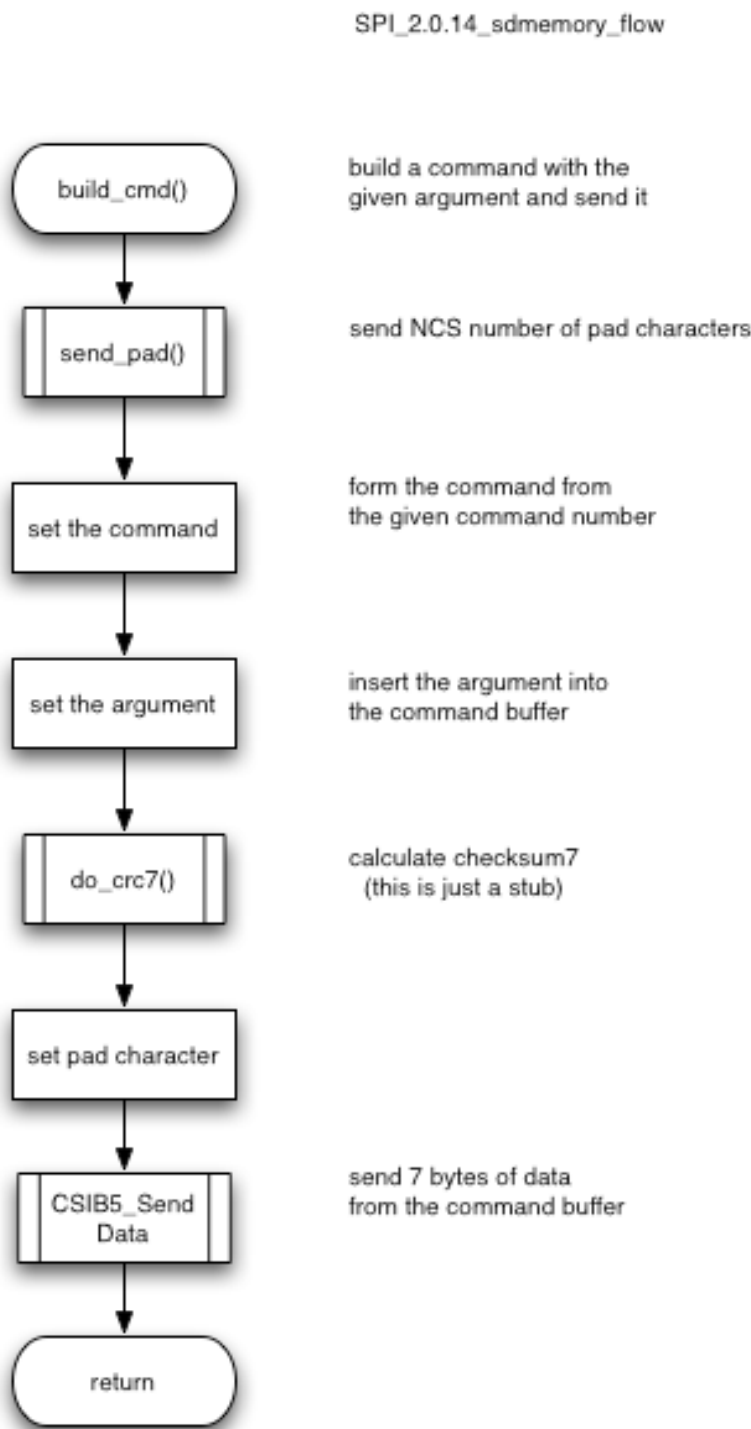 SPI_2.0.14_sdmemory_flow
build_cmd()
build a command with the
given argument and send it
send_pad()
send NCS number of pad characters
set the command
form the command from
the given command number
set the argument
insert the argument into
the command buffer
do_crc7()
calculate checksum7
(this is just a stub)
set pad character
CSIB5_Send
Data
send 7 bytes of data
from the command buffer
return